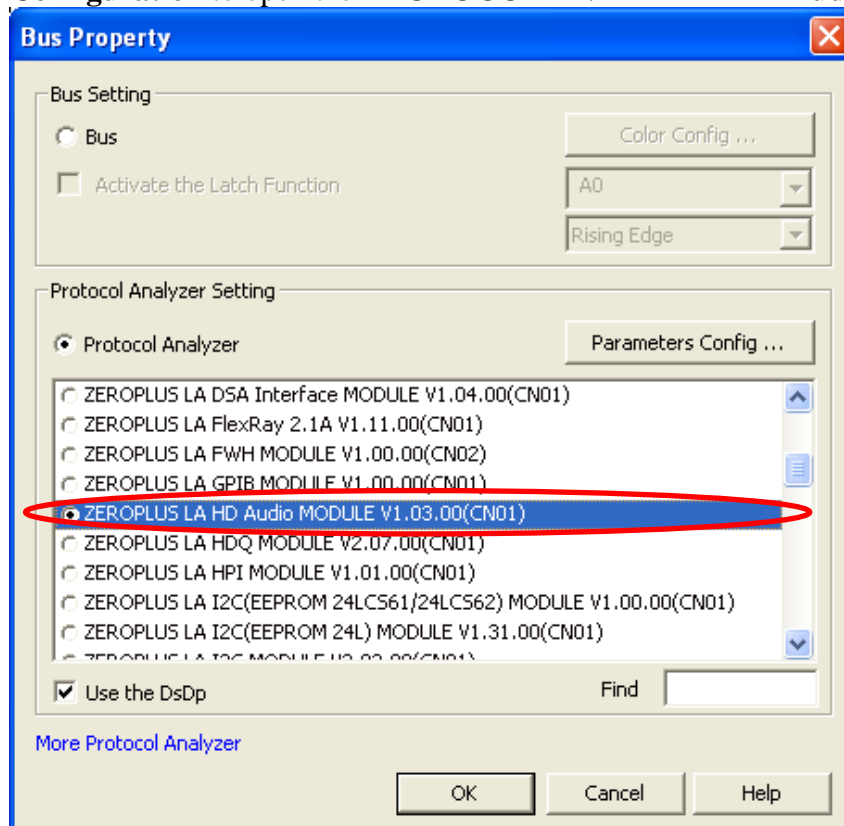 Bus Property
Bus Setting
Bus
Color Config ...
Activate the Latch Function
A0
Rising Edge
Protocol Analyzer Setting
Protocol Analyzer
Parameters Config ...
ZEROPLUS LA DSA Interface MODULE V1.04.00(CN01)
ZEROPLUS LA FlexRay 2.1A V1.11.00(CN01)
ZEROPLUS LA FWH MODULE V1.00.00(CN02)
ZEROPLUS LA GPIB MODULE V1.00.00(CN01)
ZEROPLUS LA HD Audio MODULE V1.03.00(CN01)
ZEROPLUS LA HDQ MODULE V2.07.00(CN01)
ZEROPLUS LA HPI MODULE V1.01.00(CN01)
ZEROPLUS LA I2C(EEPROM 24LCS61/24LCS62) MODULE V1.00.00(CN01)
ZEROPLUS LA I2C(EEPROM 24L) MODULE V1.31.00(CN01)
ZEROPLUS LA I2C MODULE
Use the DsDp
Find
More Protocol Analyzer
OK
Cancel
Help